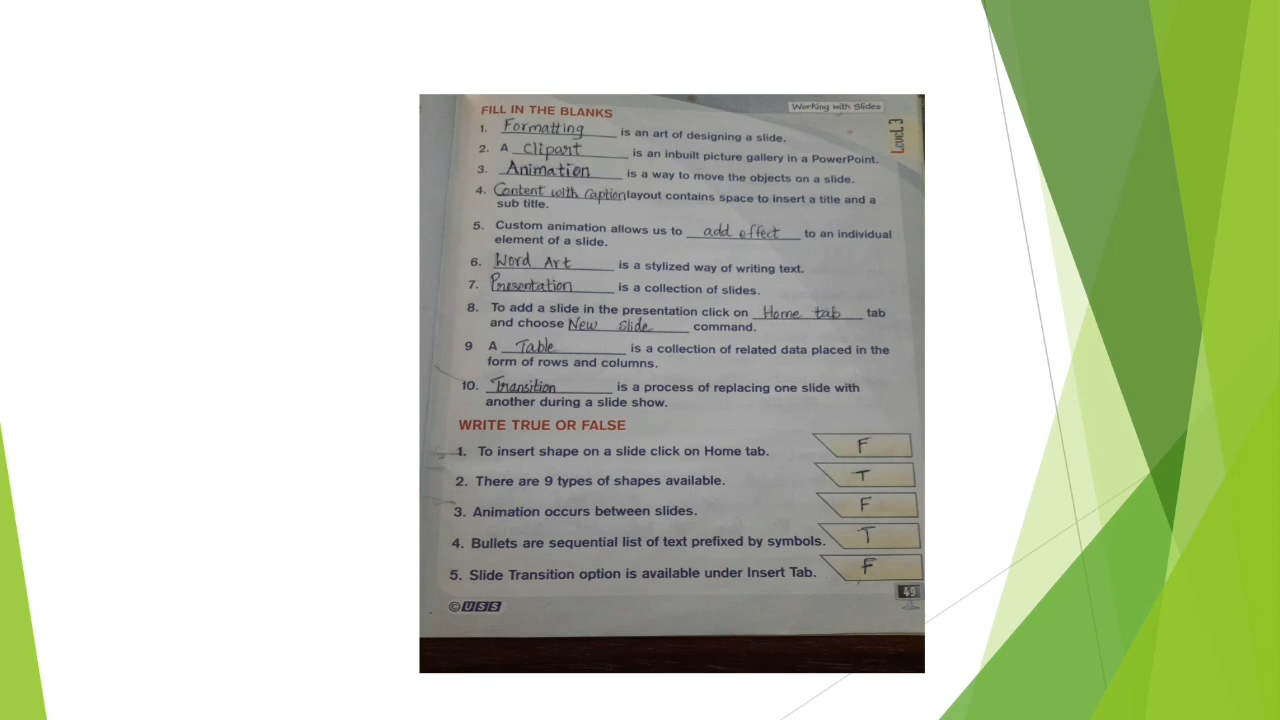 Working with Slides
LEVEL 3
FILL IN THE BLANKS
1. Formatting is an art of designing a slide.
2. A Clipart is an inbuilt picture gallery in a PowerPoint.
3. Animation is a way to move the objects on a slide.
4. Content with caption layout contains space to insert a title and a
sub title.
5. Custom animation allows us to add effect to an individual
element of a slide.
6. Word Art is a stylized way of writing text.
7. Presentation is a collection of slides.
8. To add a slide in the presentation click on Home tab tab
and choose New slide command.
9 A Table is a collection of related data placed in the
form of rows and columns.
10. Transition is a process of replacing one slide with
another during a slide show.
WRITE TRUE OR FALSE
1. To insert shape on a slide click on Home tab. F
2. There are 9 types of shapes available. T
3. Animation occurs between slides. F
4. Bullets are sequential list of text prefixed by symbols. T
5. Slide Transition option is available under Insert Tab. F
49
©USS